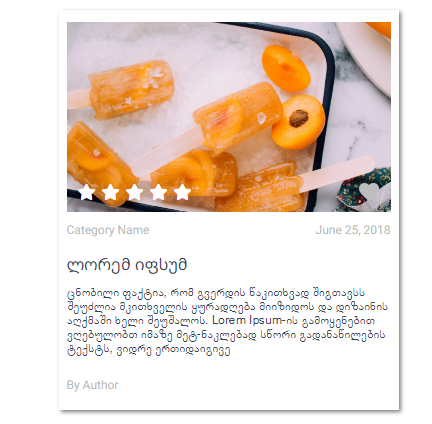 Category Name June 25, 2018
ლორემ იფსუმ
ცნობილი ფაქტია, რომ გვერდის წაკითხვად შიგთავსს
შეუძლია მკითხველის ყურადღება მიიზიდოს და დიზაინის
აღქმაში ხელი შეუშალოს. Lorem Ipsum-ის გამოყენებით
ვღებულობთ იმაზე მეტ-ნაკლებად სწორი გადანაწილების
ტექსტს, ვიდრე ერთიდაიგივე
By Author